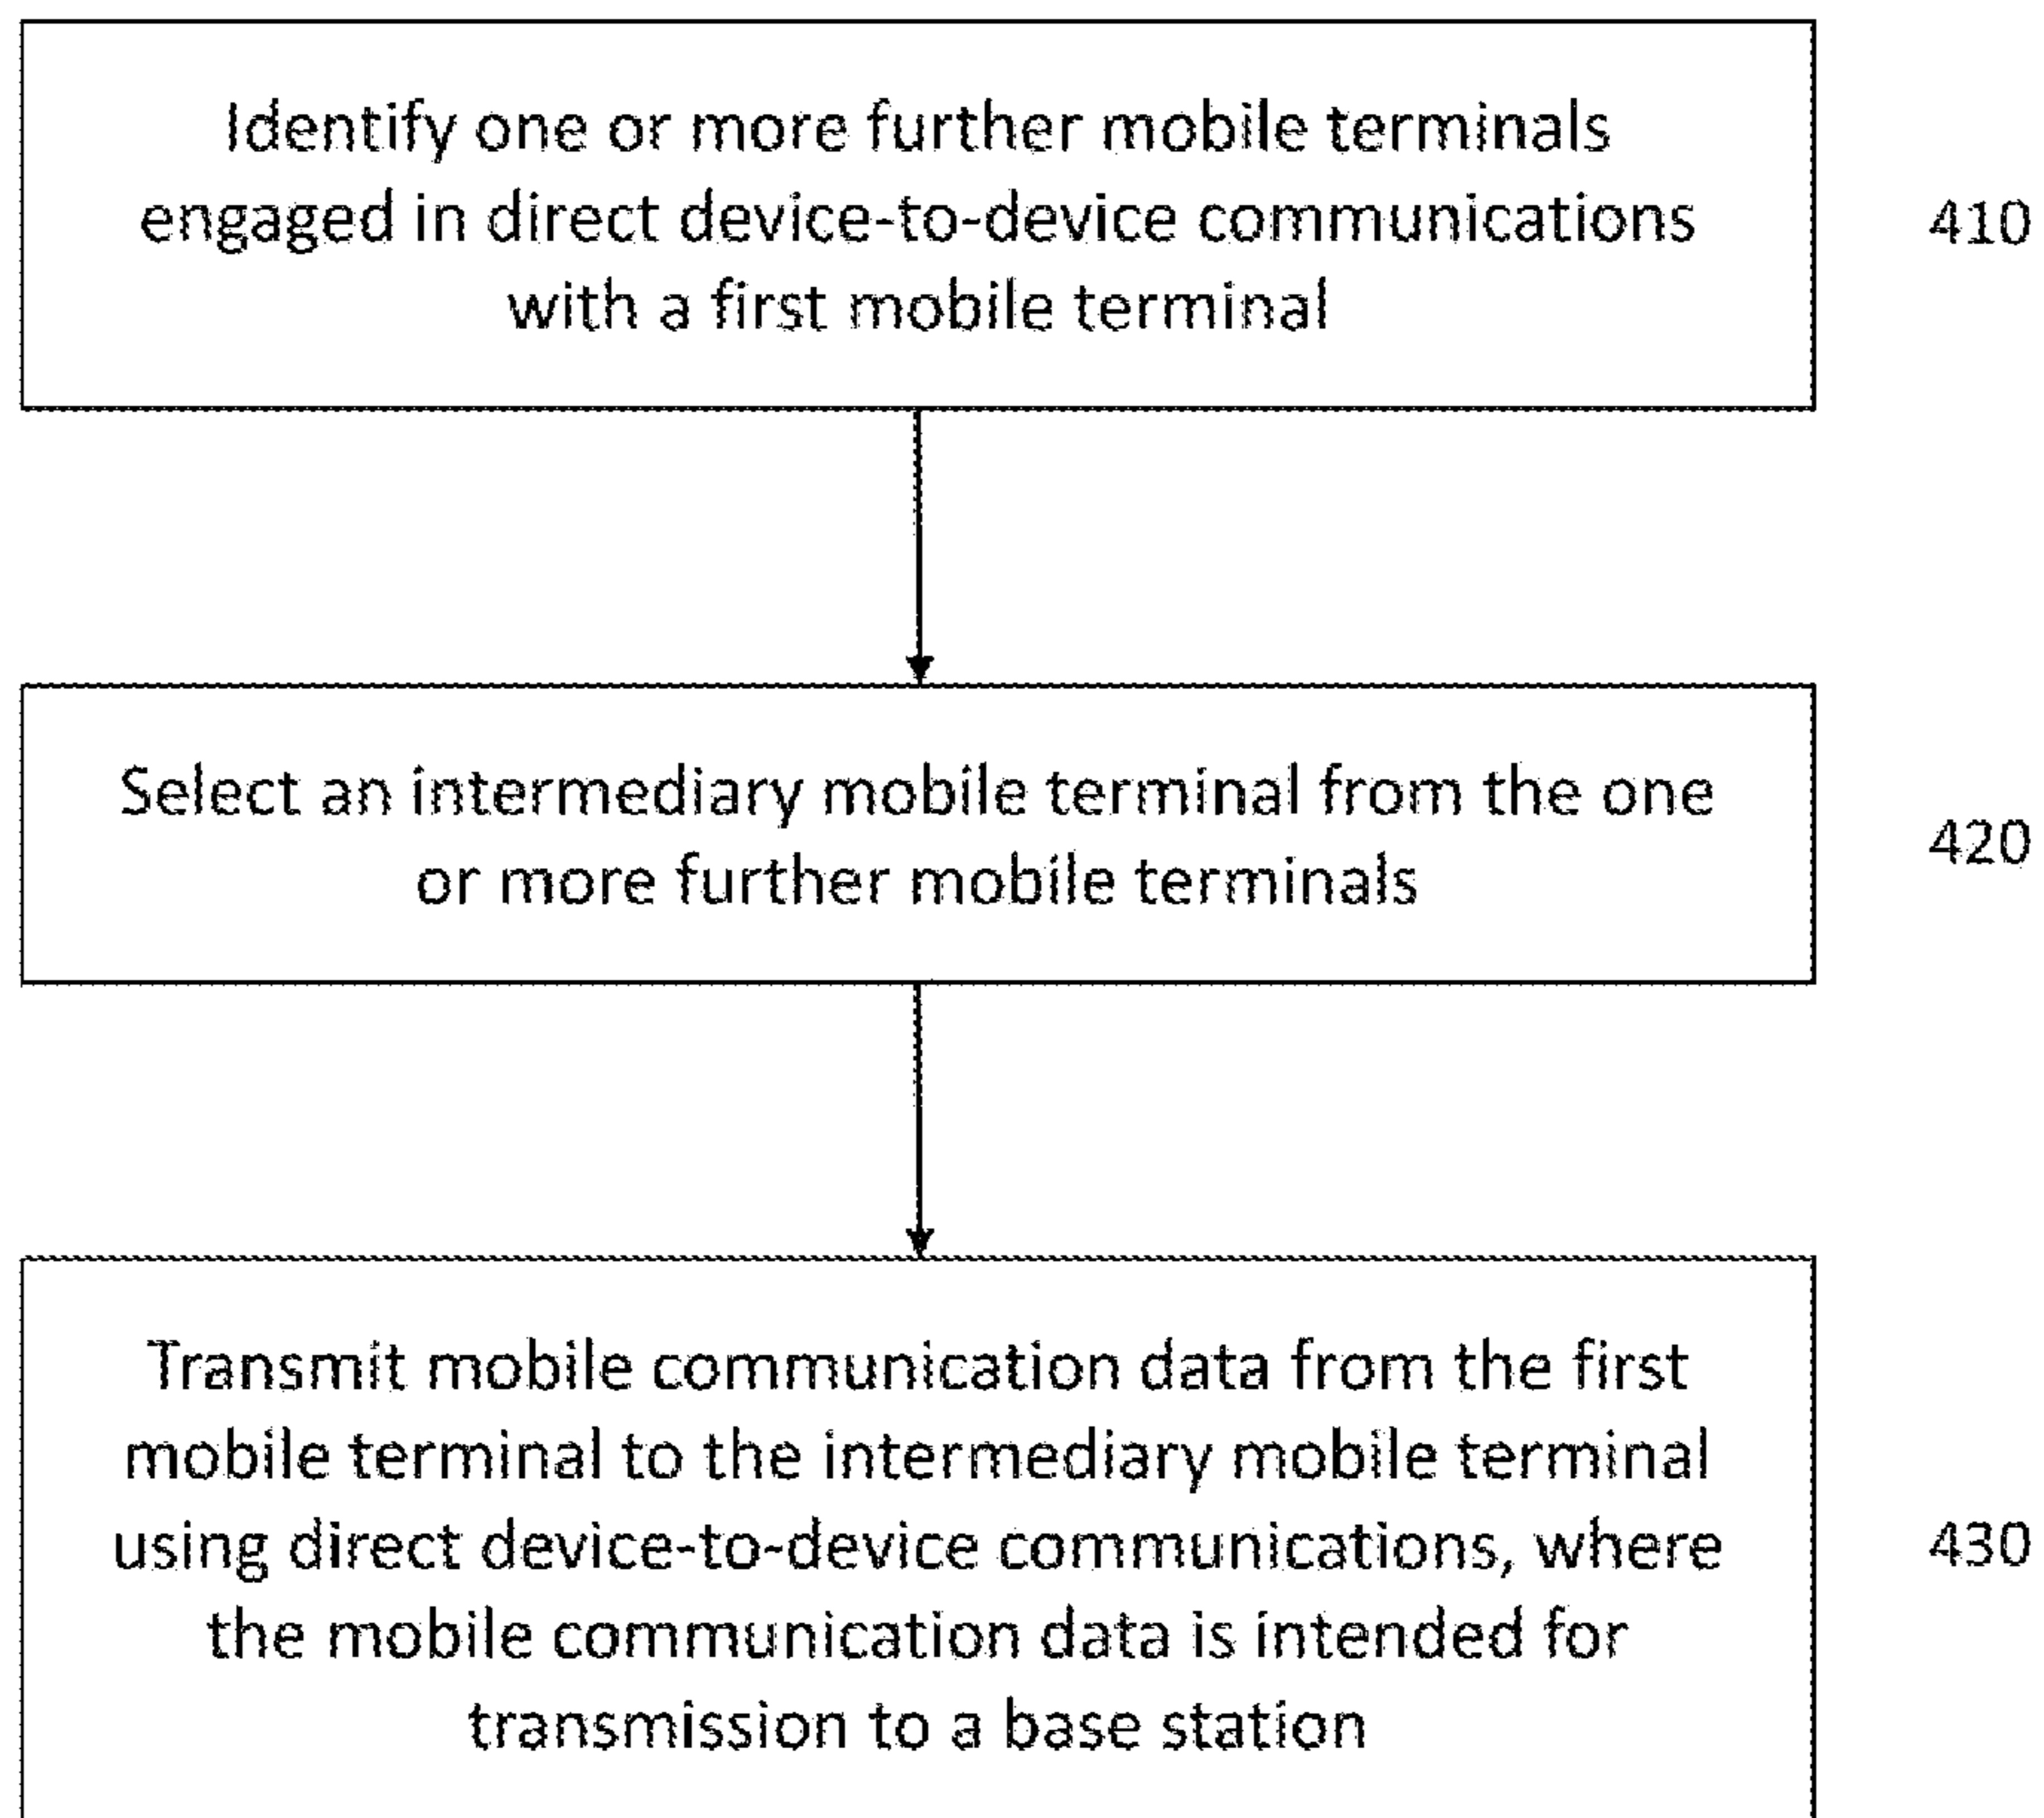 Identify one or more further mobile terminals
engaged in direct device-to-device communications
with a first mobile terminal
410
Select an intermediary mobile terminal from the one
or more further mobile terminals
420
Transmit mobile communication data from the first
mobile terminal to the intermediary mobile terminal
using direct device-to-device communications, where
the mobile communication data is intended for
transmission to a base station
430